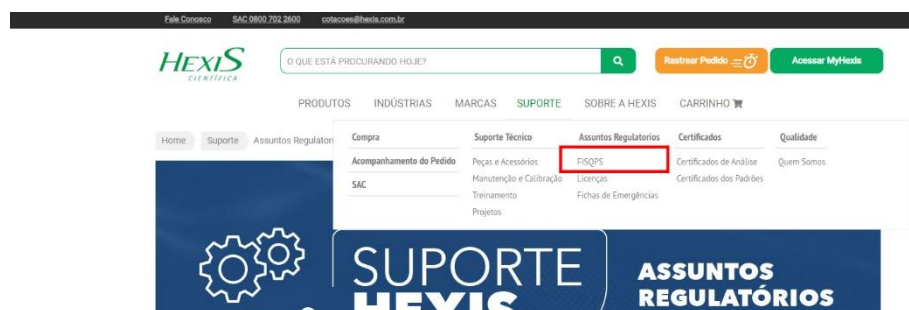 Fale Conosco SAC 0800 702 2600 cotacoes@hexis.com.br
HEXIS
CIENTÍFICA
O QUE ESTÁ PROCURANDO HOJE?
Rastrear Pedido
Acessar MyHexis
PRODUTOS INDÚSTRIAS MARCAS SUPORTE SOBRE A HEXIS CARRINHO
Home Suporte Assuntos Regulatori
Compra
Acompanhamento do Pedido
SAC
Suporte Técnico
Peças e Acessórios
Manutenção e Calibração
Treinamento
Projetos
Assuntos Regulatorios
FISQPS
Licenças
Fichas de Emergências
Certificados
Certificados de Análise
Certificados dos Padrões
Qualidade
Quem Somos
SUPORTE
HEXIS
ASSUNTOS
REGULATÓRIOS